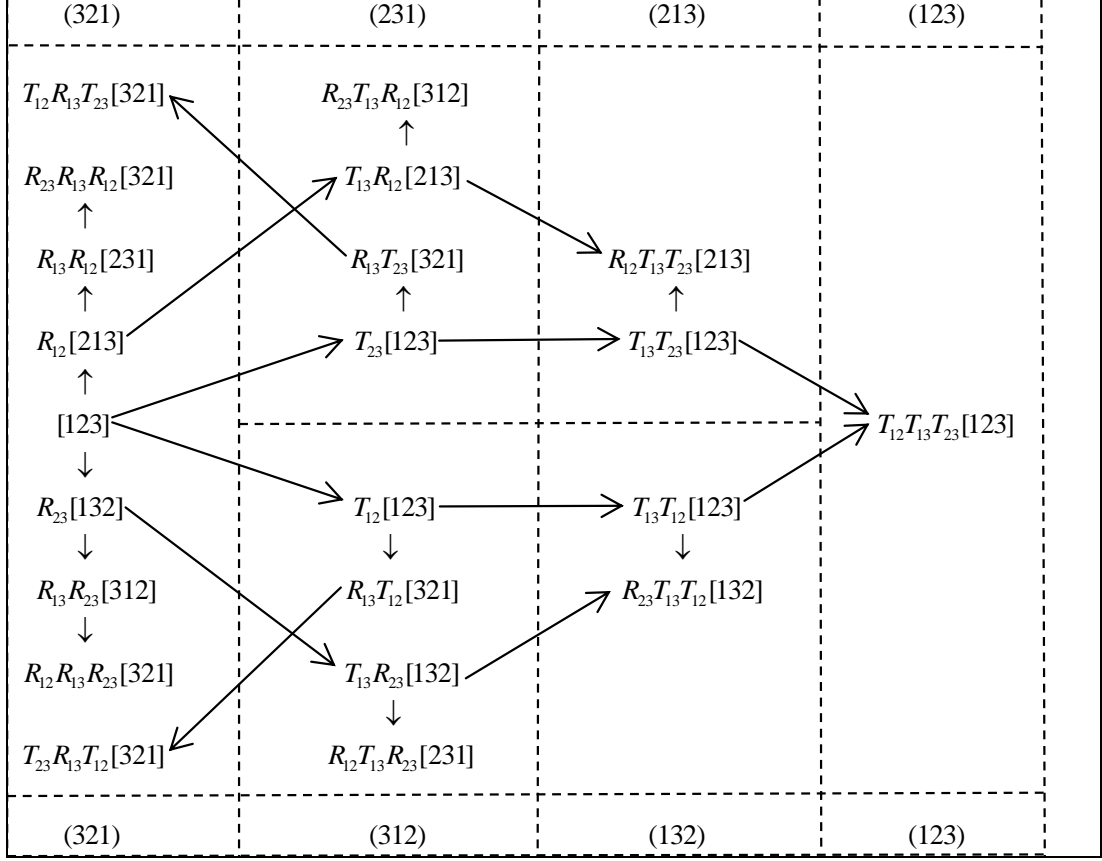 (321) (231) (213) (123)
T₁₂R₁₃T₂₃[321] R₂₃T₁₃R₁₂[312]
↑
R₂₃R₁₃R₁₂[321] T₁₃R₁₂[213]
↑
R₁₃R₁₂[231] R₁₃T₂₃[321] R₁₂T₁₃T₂₃[213]
↑ ↑ ↑
R₁₂[213] T₂₃[123] T₁₃T₂₃[123]
↑
[123] T₁₂T₁₃T₂₃[123]
↓
R₂₃[132] T₁₂[123] T₁₃T₁₂[123]
↓ ↓ ↓
R₁₃R₂₃[312] R₁₃T₁₂[321] R₂₃T₁₃T₁₂[132]
↓
R₁₂R₁₃R₂₃[321] T₁₃R₂₃[132]
↓
T₂₃R₁₃T₁₂[321] R₁₂T₁₃R₂₃[231]
(321) (312) (132) (123)